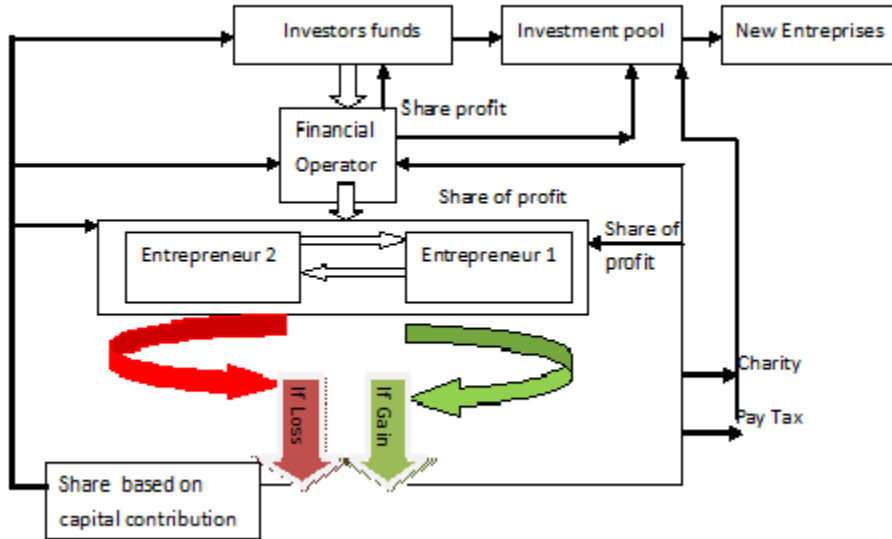 Investors funds
Investment pool
New Entreprises
Share profit
Financial
Operator
Share of profit
Share of
profit
Entrepreneur 2
Entrepreneur 1
Charity
If Loss
If Gain
Pay Tax
Share based on
capital contribution